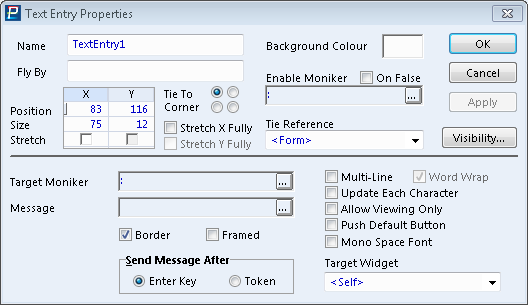 Text Entry Properties
Name TextEntry1 Background Colour OK
Fly By
Enable Moniker On False Cancel
X Y Tie To Corner : ...
Position 83 116 Apply
Size 75 12 Stretch X Fully Tie Reference
Stretch Stretch Y Fully <Form> Visibility...
Target Moniker : ... Multi-Line Word Wrap
Update Each Character
Message ... Allow Viewing Only
Push Default Button
Border Framed Mono Space Font
Send Message After Target Widget
Enter Key Token <Self>